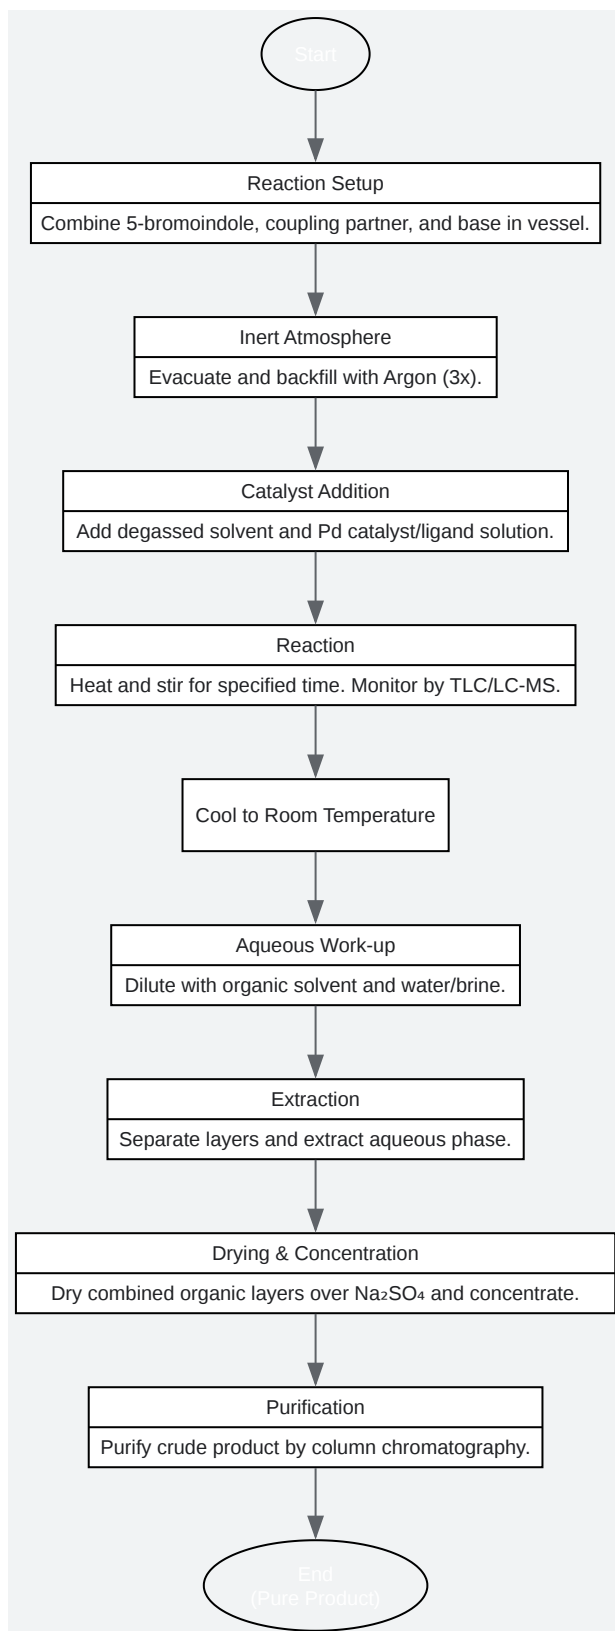 Start
Reaction Setup
Combine 5-bromoindole, coupling partner, and base in vessel.
Inert Atmosphere
Evacuate and backfill with Argon (3x).
Catalyst Addition
Add degassed solvent and Pd catalyst/ligand solution.
Reaction
Heat and stir for specified time. Monitor by TLC/LC-MS.
Cool to Room Temperature
Aqueous Work-up
Dilute with organic solvent and water/brine.
Extraction
Separate layers and extract aqueous phase.
Drying & Concentration
Dry combined organic layers over Na₂SO₄ and concentrate.
Purification
Purify crude product by column chromatography.
End
(Pure Product)